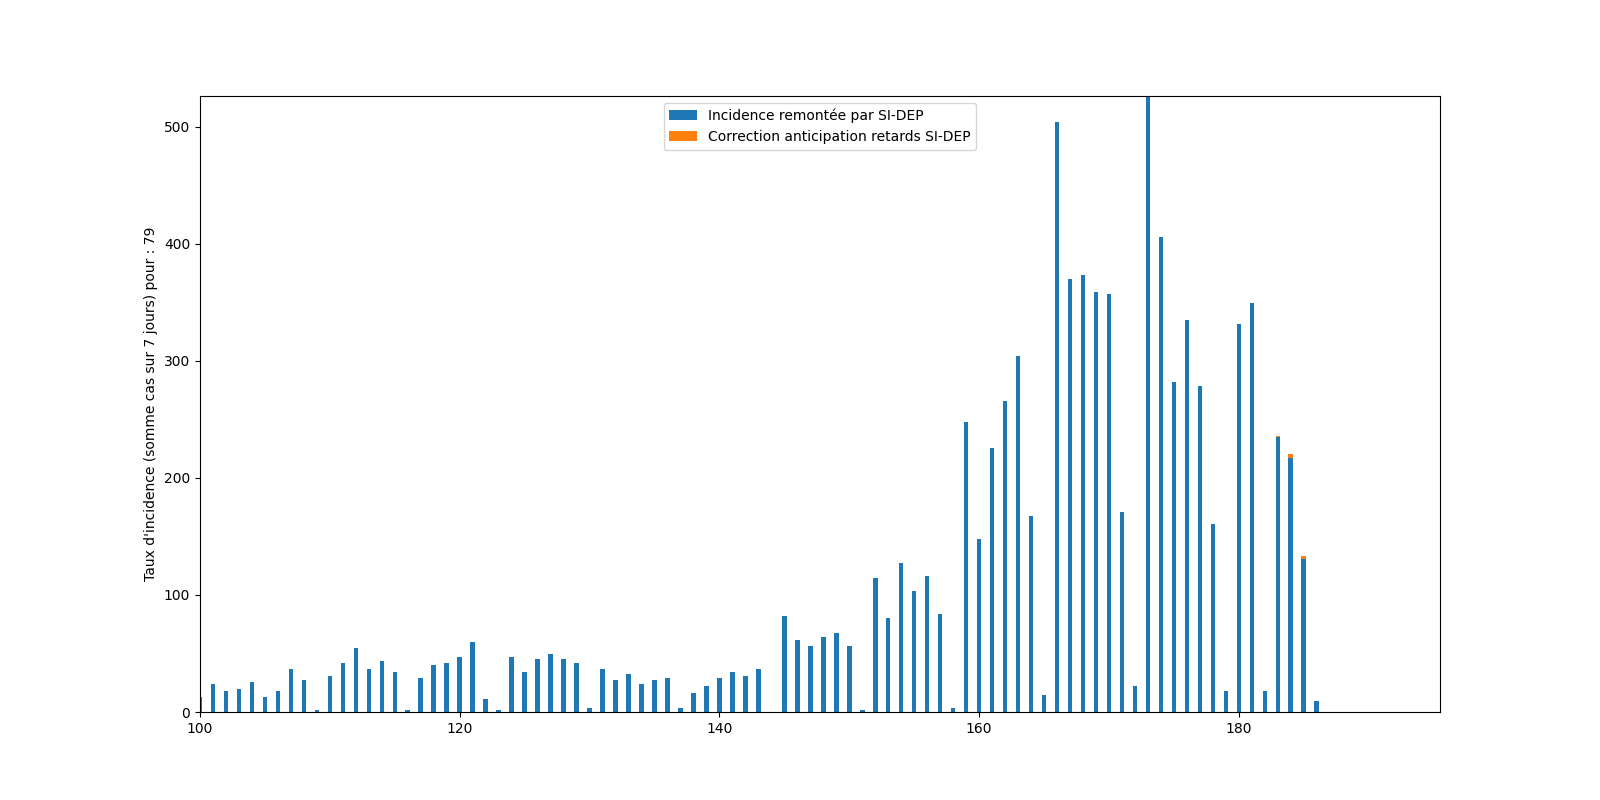 Incidence remontée par SI-DEP
Correction anticipation retards SI-DEP
Taux d'incidence (somme cas sur 7 jours) pour : 79
500
400
300
200
100
0
100 120 140 160 180